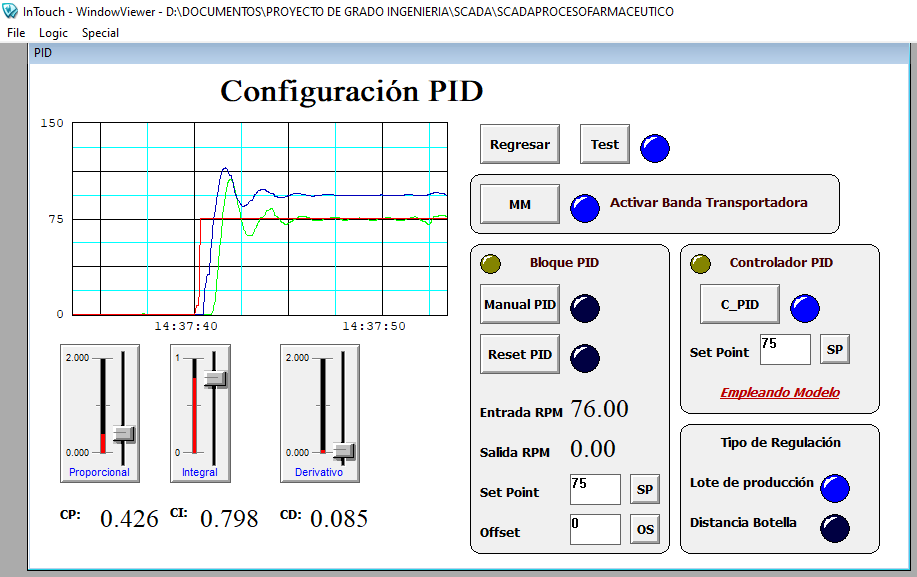 InTouch - WindowViewer - D:\DOCUMENTOS\PROYECTO DE GRADO INGENIERIA\SCADA\SCADAPROCESOFARMACEUTICO
File Logic Special
PID
Configuración PID
150
75
0
14:37:40 14:37:50
Regresar Test
MM Activar Banda Transportadora
Bloque PID
Manual PID
Reset PID
Entrada RPM 76.00
Salida RPM 0.00
Set Point 75 SP
Offset 0 OS
Controlador PID
C_PID
Set Point 75 SP
Empleando Modelo
Tipo de Regulación
Lote de producción
Distancia Botella
2.000 1 2.000
0.000 0 0.000
Proporcional Integral Derivativo
CP: 0.426 CI: 0.798 CD: 0.085